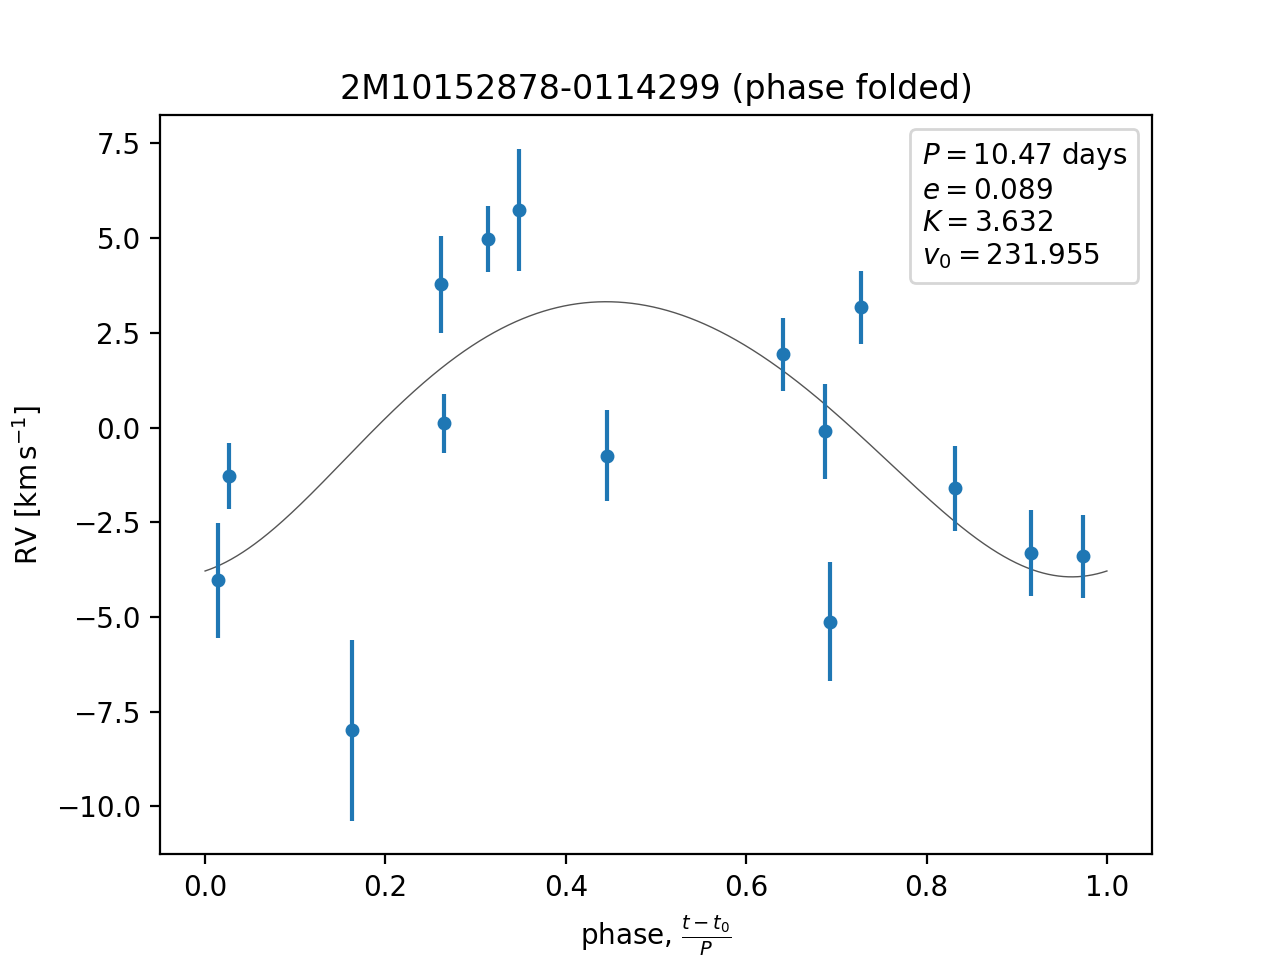 2M10152878-0114299 (phase folded)
P = 10.47 days
e = 0.089
K = 3.632
v₀ = 231.955
RV [km s⁻¹]
7.5
5.0
2.5
0.0
−2.5
−5.0
−7.5
−10.0
0.0 0.2 0.4 0.6 0.8 1.0
phase, (t − t₀)/P